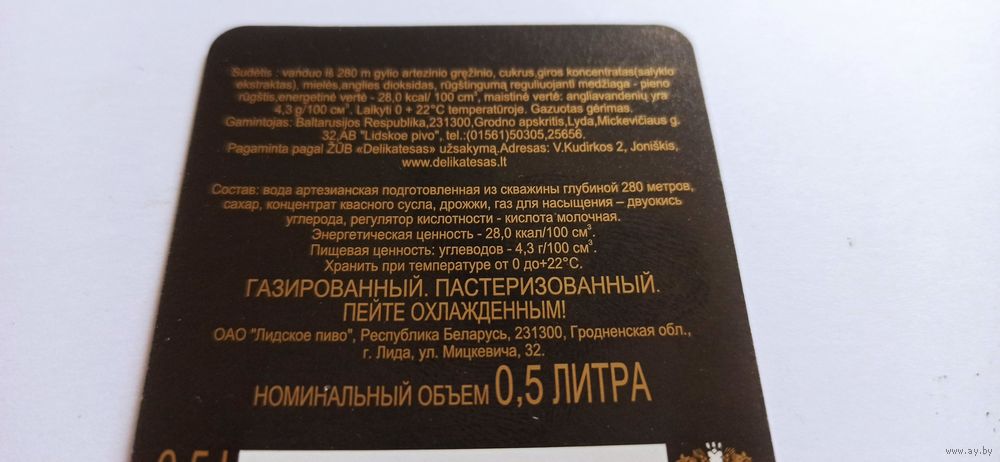 Sudėtis : vanduo iš 280 m gylio artezinio gręžinio, cukrus,giros koncentratas(salyklo
ekstraktas), mielės,anglies dioksidas, rūgštingumą reguliuojanti medžiaga - pieno
rūgštis,energetinė vertė - 28,0 kcal/ 100 cm³, maistinė vertė: angliavandenių yra
4,3 g/100 cм³. Laikyti 0 + 22°C temperatūroje. Gazuotas gėrimas.
Gamintojas: Baltarusijos Respublika,231300,Grodno apskritis,Lyda,Mickevičiaus g.
32,AB "Lidskoe pivo", tel.:(01561)50305,25656.
Pagaminta pagal ŽŪB «Delikatesas» užsakymą.Adresas: V.Kudirkos 2, Joniškis,
www.delikatesas.lt
Состав: вода артезианская подготовленная из скважины глубиной 280 метров,
сахар, концентрат квасного сусла, дрожжи, газ для насыщения – двуокись
углерода, регулятор кислотности - кислота молочная.
Энергетическая ценность - 28,0 ккал/100 cm³.
Пищевая ценность: углеводов - 4,3 г/100 cm³.
Хранить при температуре от 0 до+22°С.
ГАЗИРОВАННЫЙ. ПАСТЕРИЗОВАННЫЙ.
ПЕЙТЕ ОХЛАЖДЕННЫМ!
ОАО "Лидское пиво", Республика Беларусь, 231300, Гродненская обл.,
г. Лида, ул. Мицкевича, 32.
НОМИНАЛЬНЫЙ ОБЪЕМ 0,5 ЛИТРА
www.ay.by